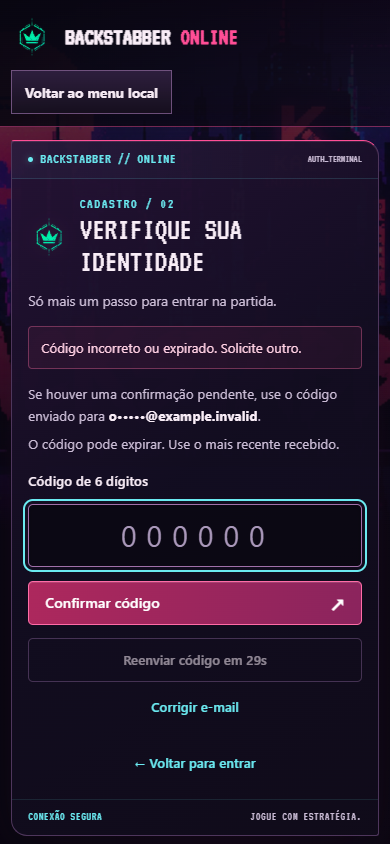 BACKSTABBER ONLINE
Voltar ao menu local
BACKSTABBER // ONLINE
AUTH_TERMINAL
CADASTRO / 02
VERIFIQUE SUA
IDENTIDADE
Só mais um passo para entrar na partida.
Código incorreto ou expirado. Solicite outro.
Se houver uma confirmação pendente, use o código
enviado para o•••••@example.invalid.
O código pode expirar. Use o mais recente recebido.
Código de 6 dígitos
000000
Confirmar código ↗
Reenviar código em 29s
Corrigir e-mail
← Voltar para entrar
CONEXÃO SEGURA
JOGUE COM ESTRATÉGIA.